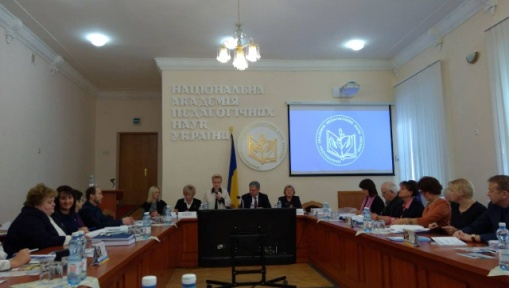 НАЦІОНАЛЬНА
АКАДЕМІЯ
ПЕДАГОГІЧНИХ
НАУК
УКРАЇНИ